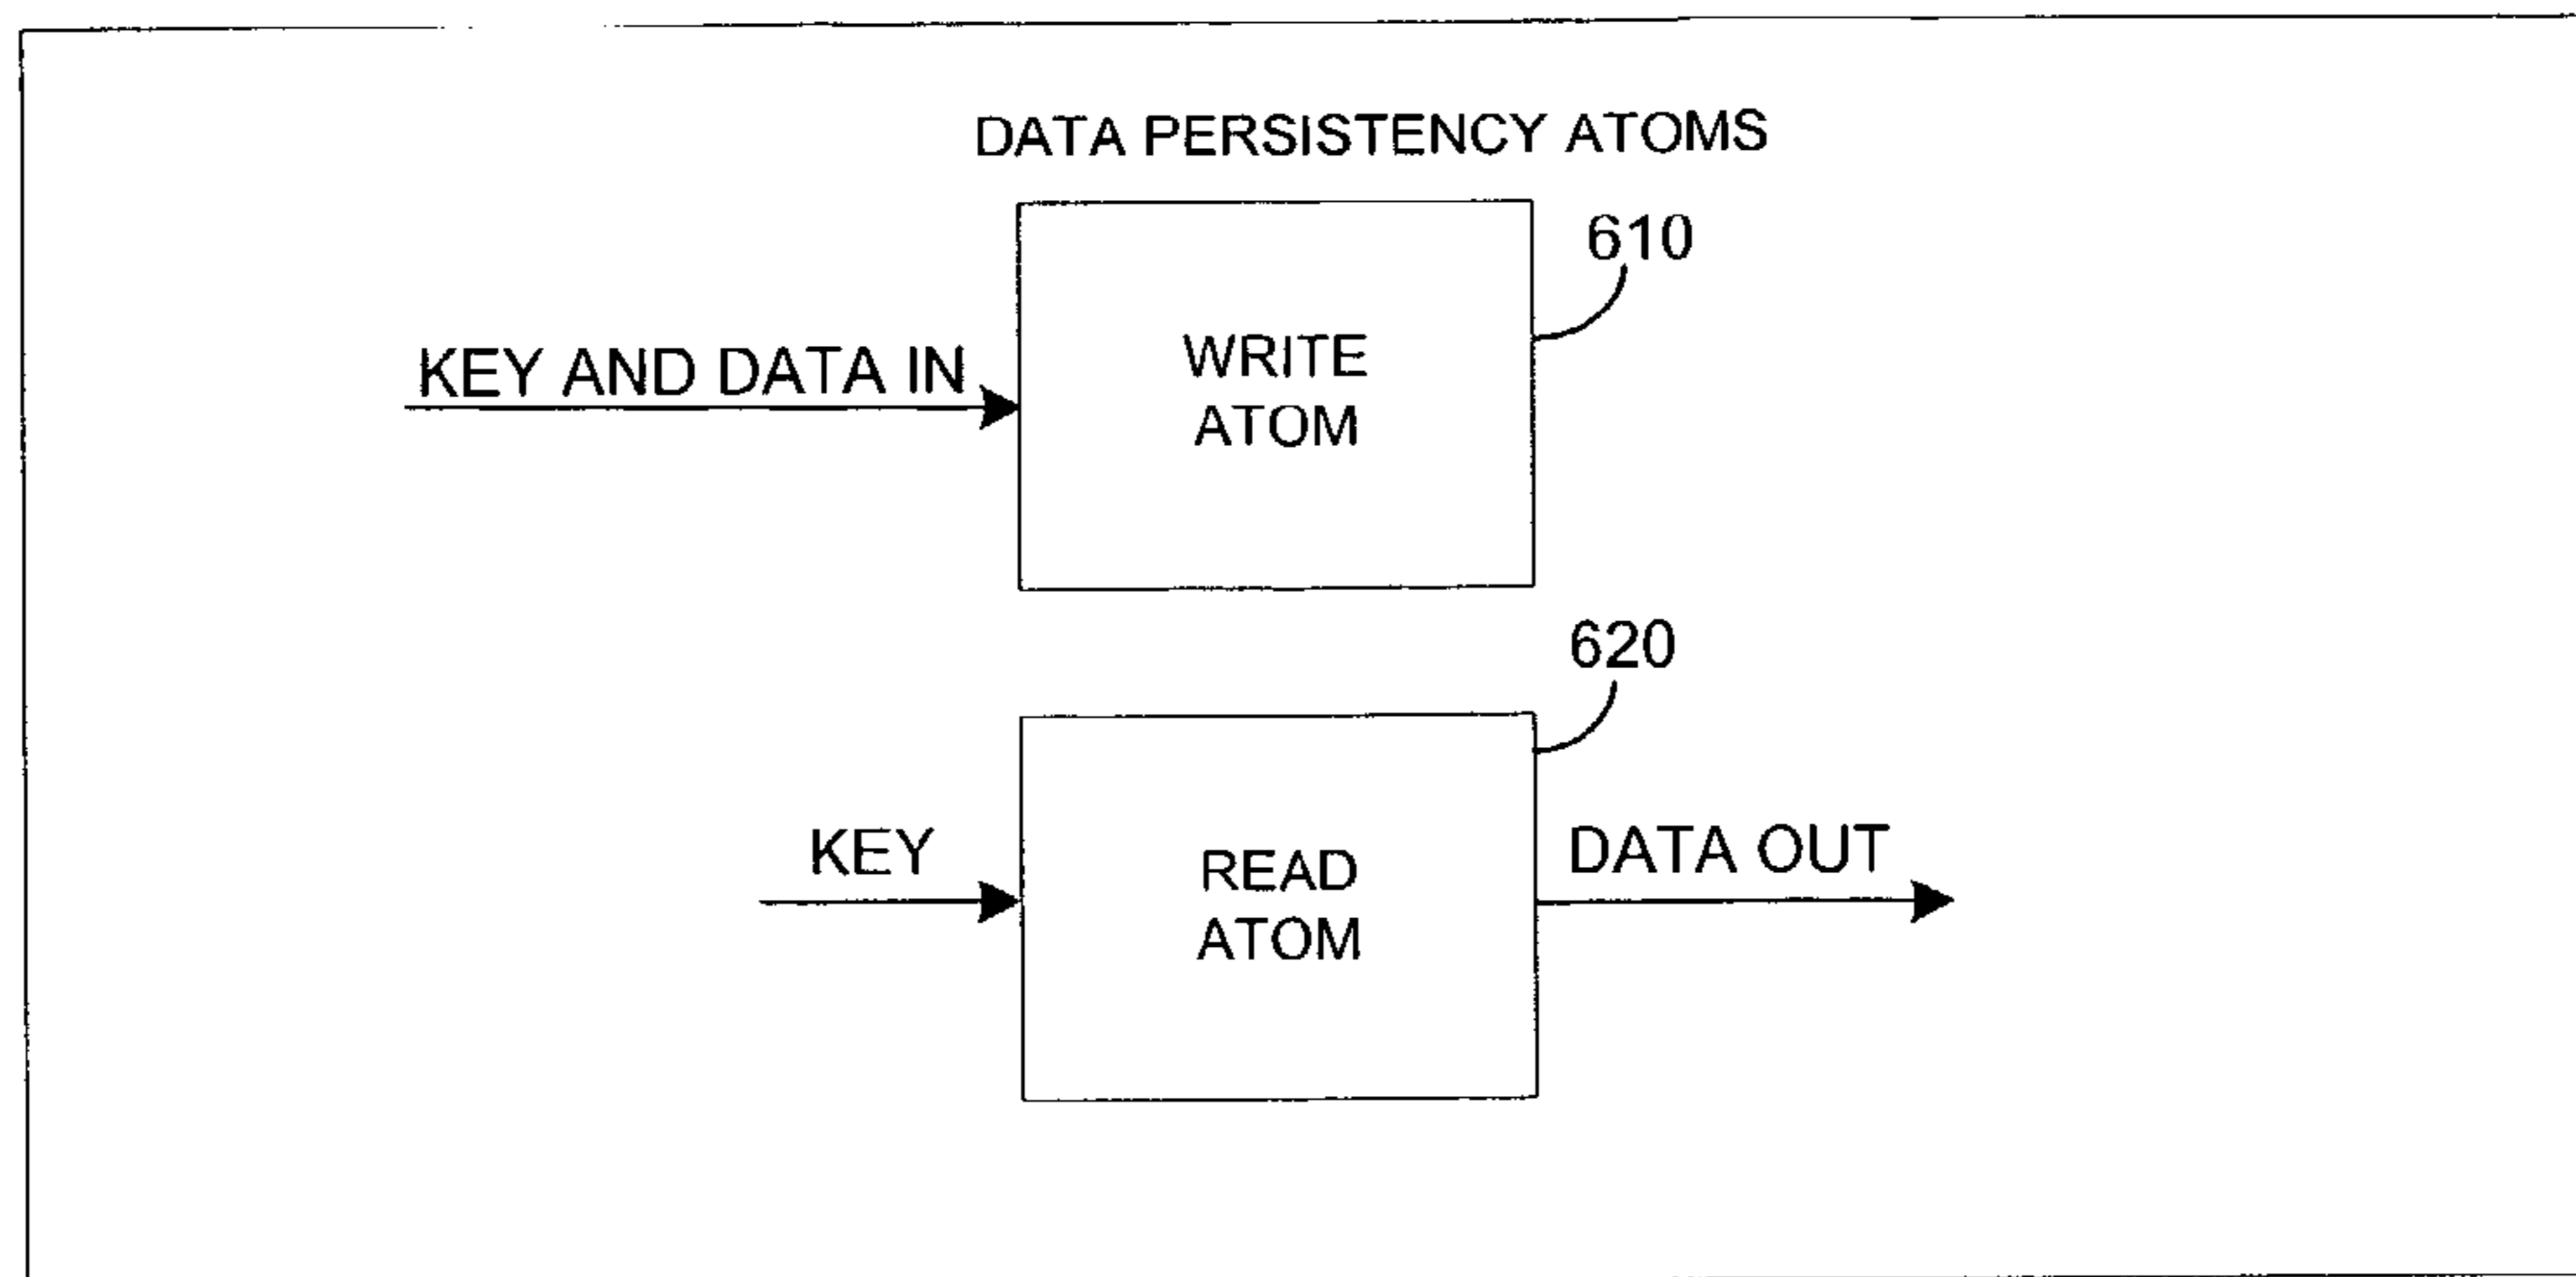 DATA PERSISTENCY ATOMS
610
KEY AND DATA IN
WRITE
ATOM
620
KEY
READ
ATOM
DATA OUT